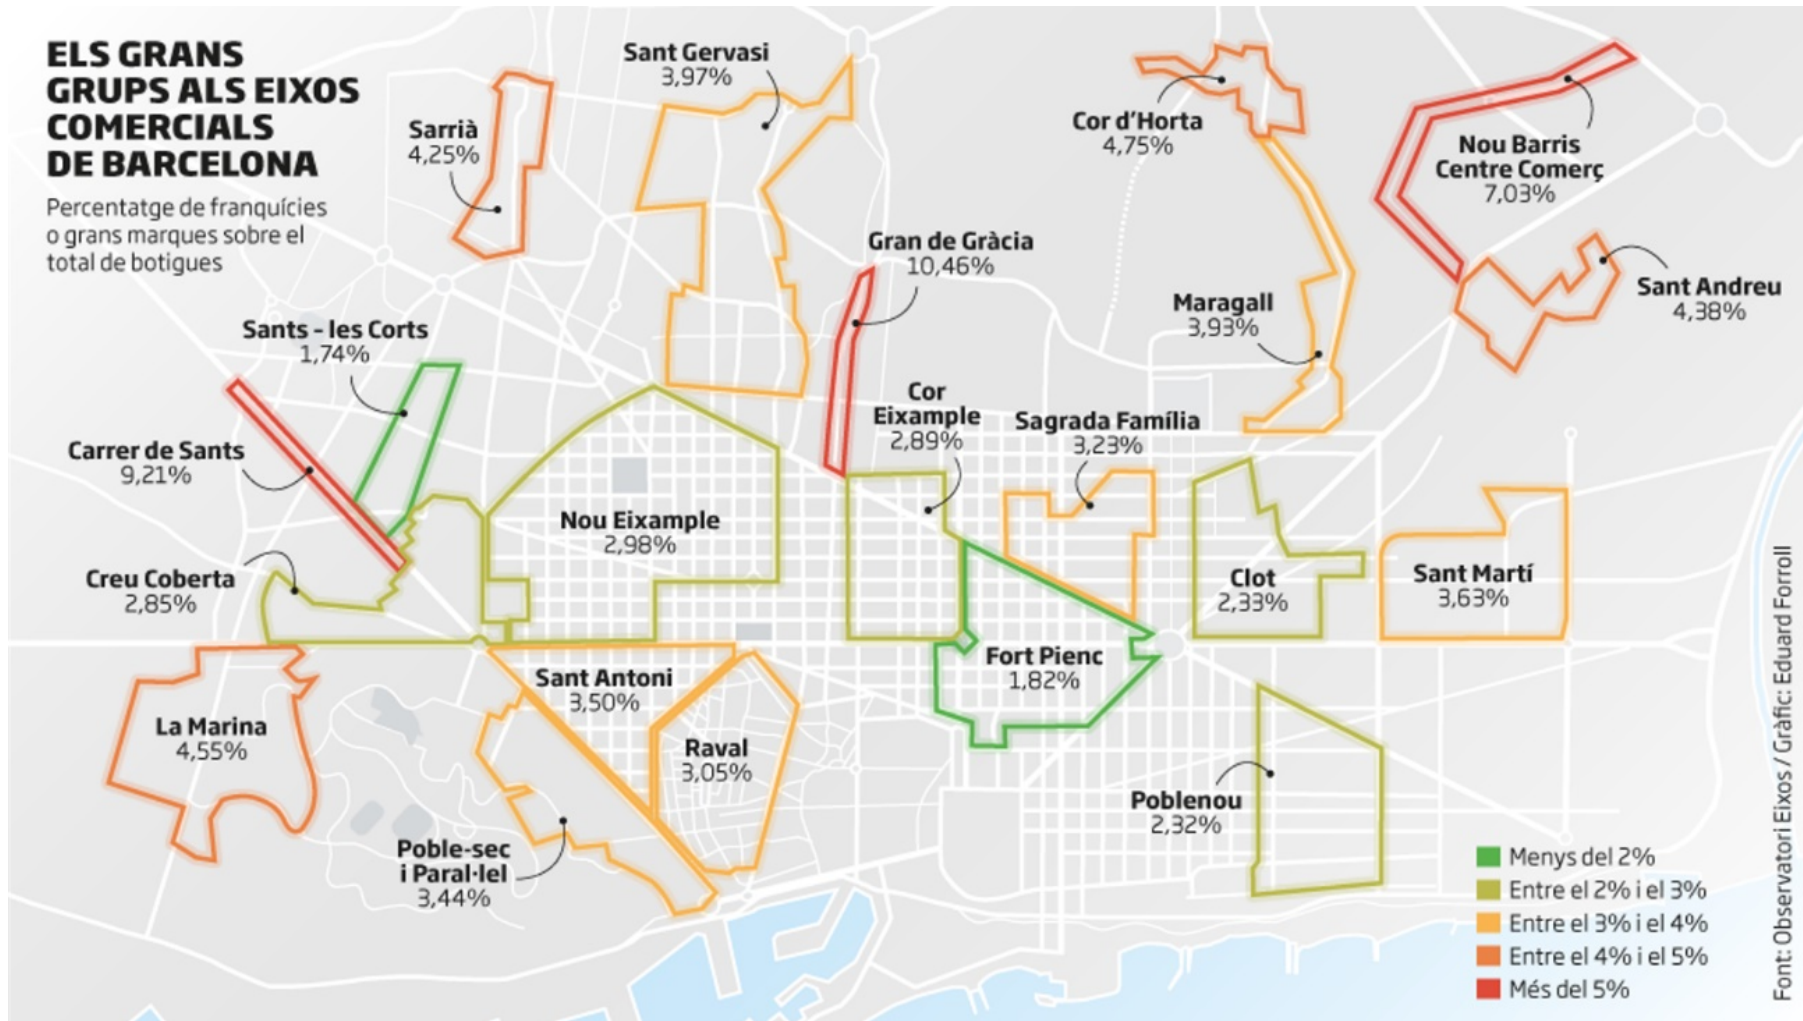 ELS GRANS
GRUPS ALS EIXOS
COMERCIALS
DE BARCELONA
Percentatge de franquícies
o grans marques sobre el
total de botigues
Sant Gervasi
3,97%
Sarrià
4,25%
Cor d'Horta
4,75%
Nou Barris
Centre Comerç
7,03%
Gran de Gràcia
10,46%
Sant Andreu
4,38%
Maragall
3,93%
Sants - les Corts
1,74%
Cor
Eixample
2,89%
Sagrada Família
3,23%
Carrer de Sants
9,21%
Nou Eixample
2,98%
Creu Coberta
2,85%
Clot
2,33%
Sant Martí
3,63%
Fort Pienc
1,82%
Sant Antoni
3,50%
La Marina
4,55%
Raval
3,05%
Poblenou
2,32%
Poble-sec
i Paral·lel
3,44%
Menys del 2%
Entre el 2% i el 3%
Entre el 3% i el 4%
Entre el 4% i el 5%
Més del 5%
Font: Observatori Eixos / Gràfic: Eduard Forroll